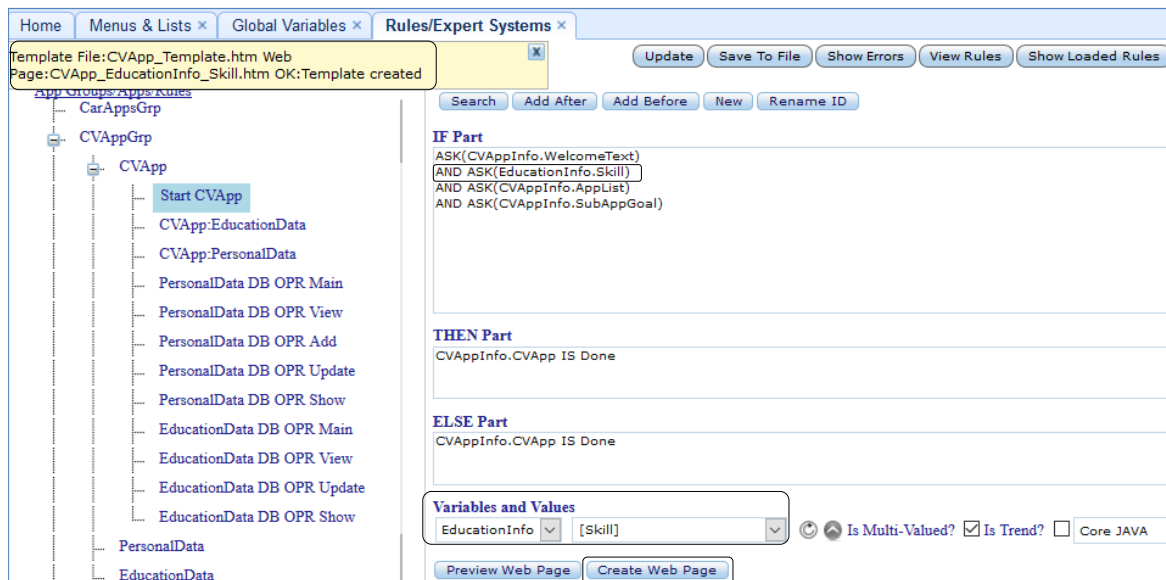 Home Menus & Lists × Global Variables × Rules/Expert Systems ×
Template File:CVApp_Template.htm Web
Page:CVApp_EducationInfo_Skill.htm OK:Template created
X
Update Save To File Show Errors View Rules Show Loaded Rules
App Groups/Apps/Rules
CarAppsGrp
CVAppGrp
CVApp
Start CVApp
CVApp:EducationData
CVApp:PersonalData
PersonalData DB OPR Main
PersonalData DB OPR View
PersonalData DB OPR Add
PersonalData DB OPR Update
PersonalData DB OPR Show
EducationData DB OPR Main
EducationData DB OPR View
EducationData DB OPR Update
EducationData DB OPR Show
PersonalData
EducationData
Search Add After Add Before New Rename ID
IF Part
ASK(CVAppInfo.WelcomeText)
AND ASK(EducationInfo.Skill)
AND ASK(CVAppInfo.AppList)
AND ASK(CVAppInfo.SubAppGoal)
THEN Part
CVAppInfo.CVApp IS Done
ELSE Part
CVAppInfo.CVApp IS Done
Variables and Values
EducationInfo [Skill] Is Multi-Valued? Is Trend? Core JAVA
Preview Web Page Create Web Page